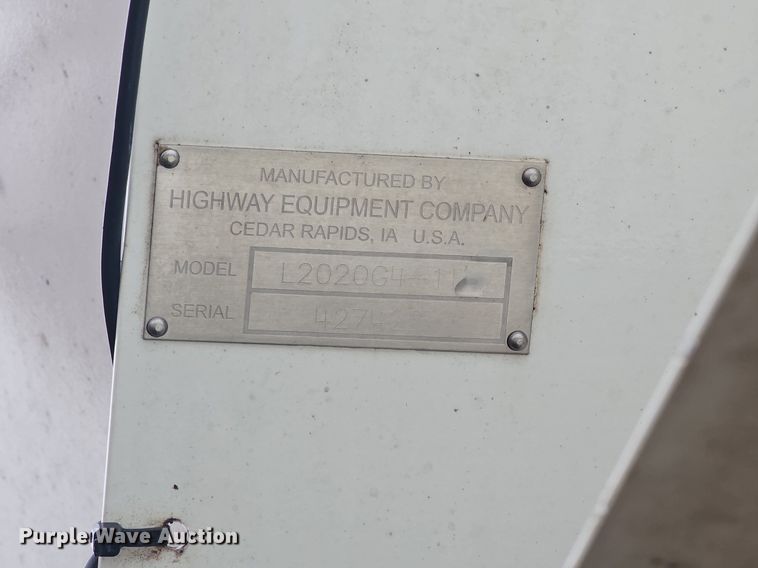 MANUFACTURED BY
HIGHWAY EQUIPMENT COMPANY
CEDAR RAPIDS, IA U.S.A.
MODEL
SERIAL
Purple Wave Auction